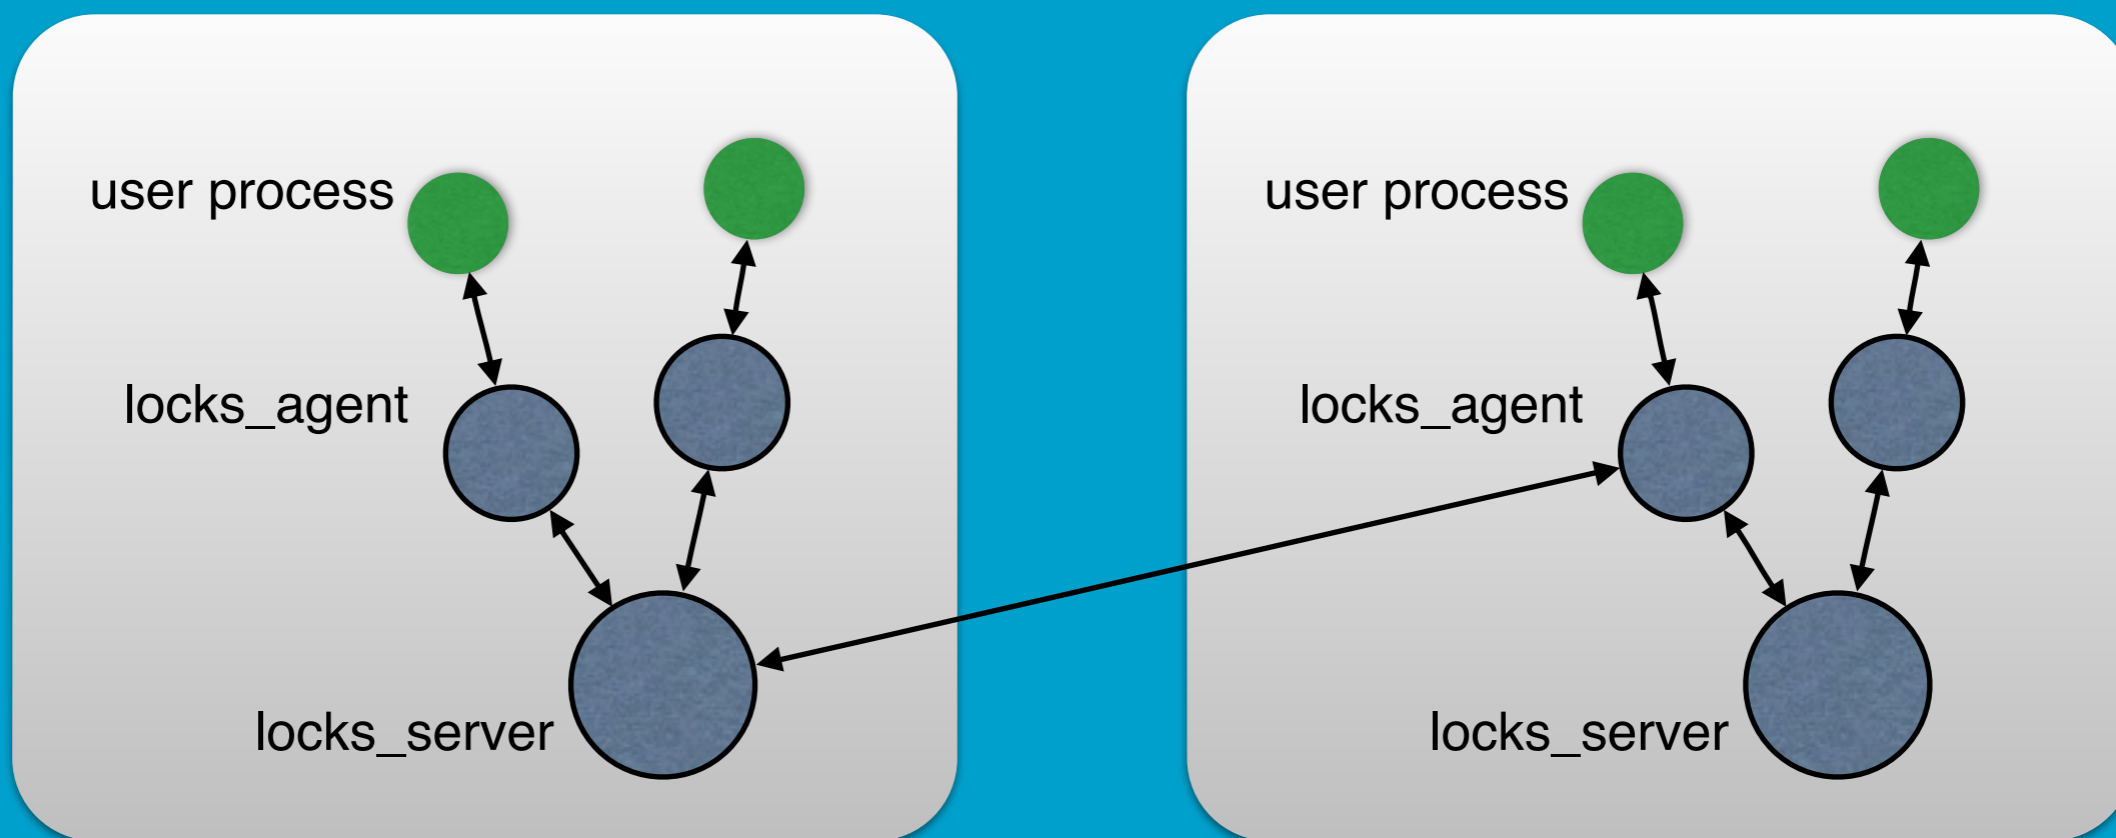 user process
locks_agent
locks_server
user process
locks_agent
locks_server